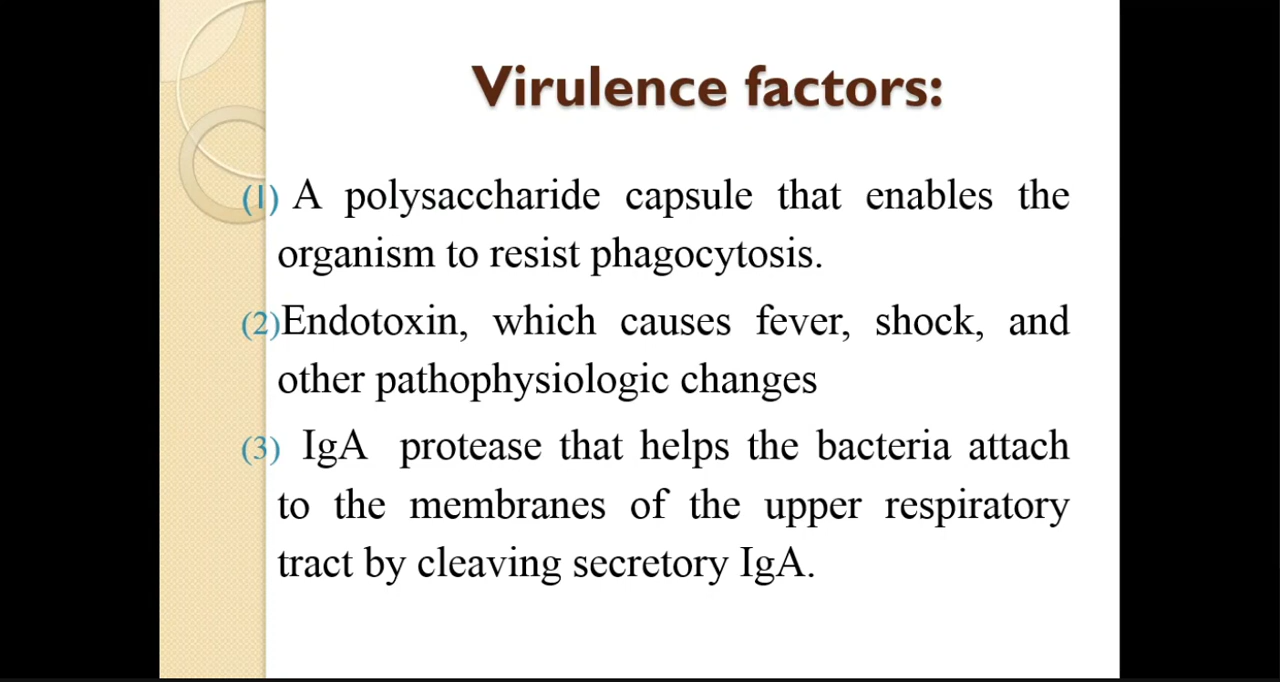 Virulence factors:
(1) A polysaccharide capsule that enables the
organism to resist phagocytosis.
(2)Endotoxin, which causes fever, shock, and
other pathophysiologic changes
(3) IgA protease that helps the bacteria attach
to the membranes of the upper respiratory
tract by cleaving secretory IgA.